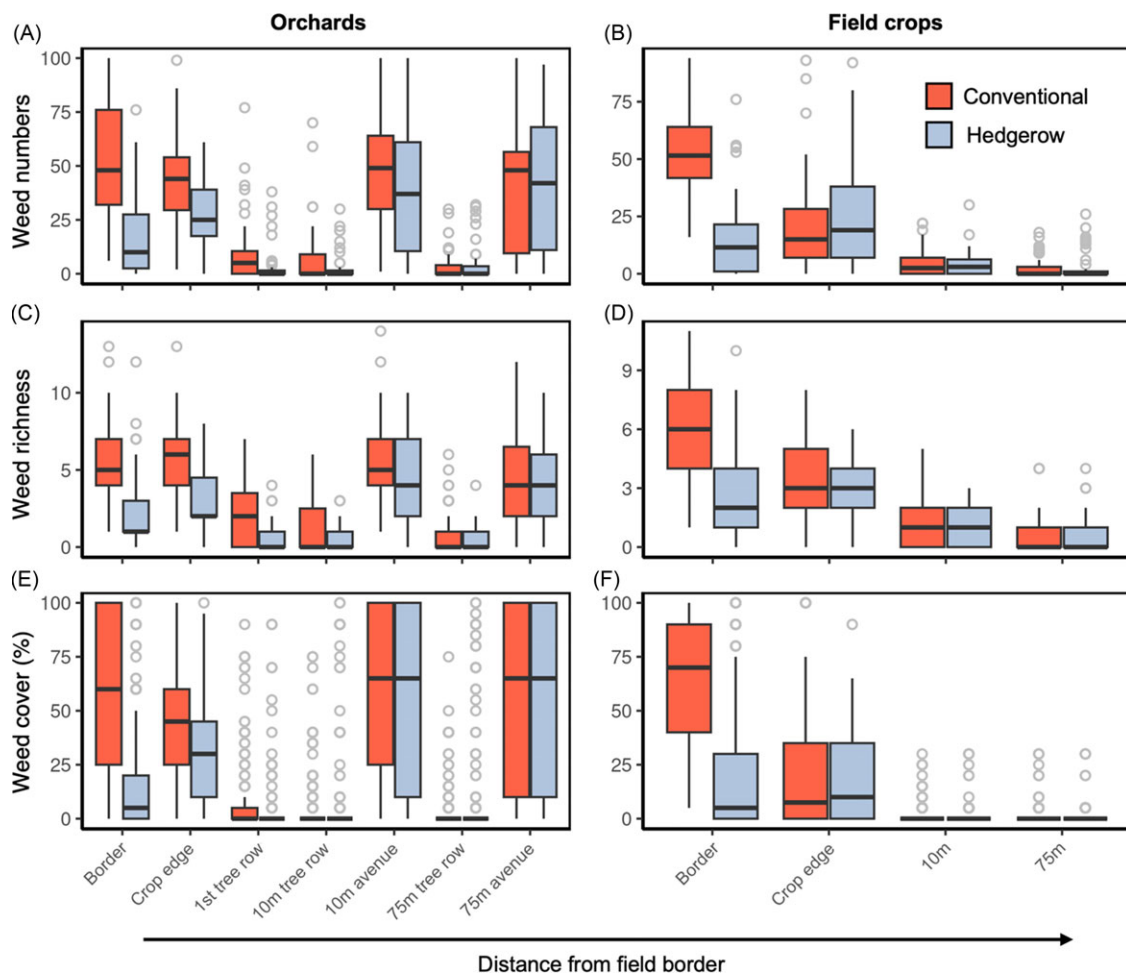 Orchards
Field crops
(A)
(B)
Weed numbers
100
75
50
25
0
75
50
25
0
Conventional
Hedgerow
(C)
(D)
Weed richness
10
5
0
9
6
3
0
(E)
(F)
Weed cover (%)
100
75
50
25
0
100
75
50
25
0
Border
Crop edge
1st tree row
10m tree row
10m avenue
75m tree row
75m avenue
Border
Crop edge
10m
75m
Distance from field border